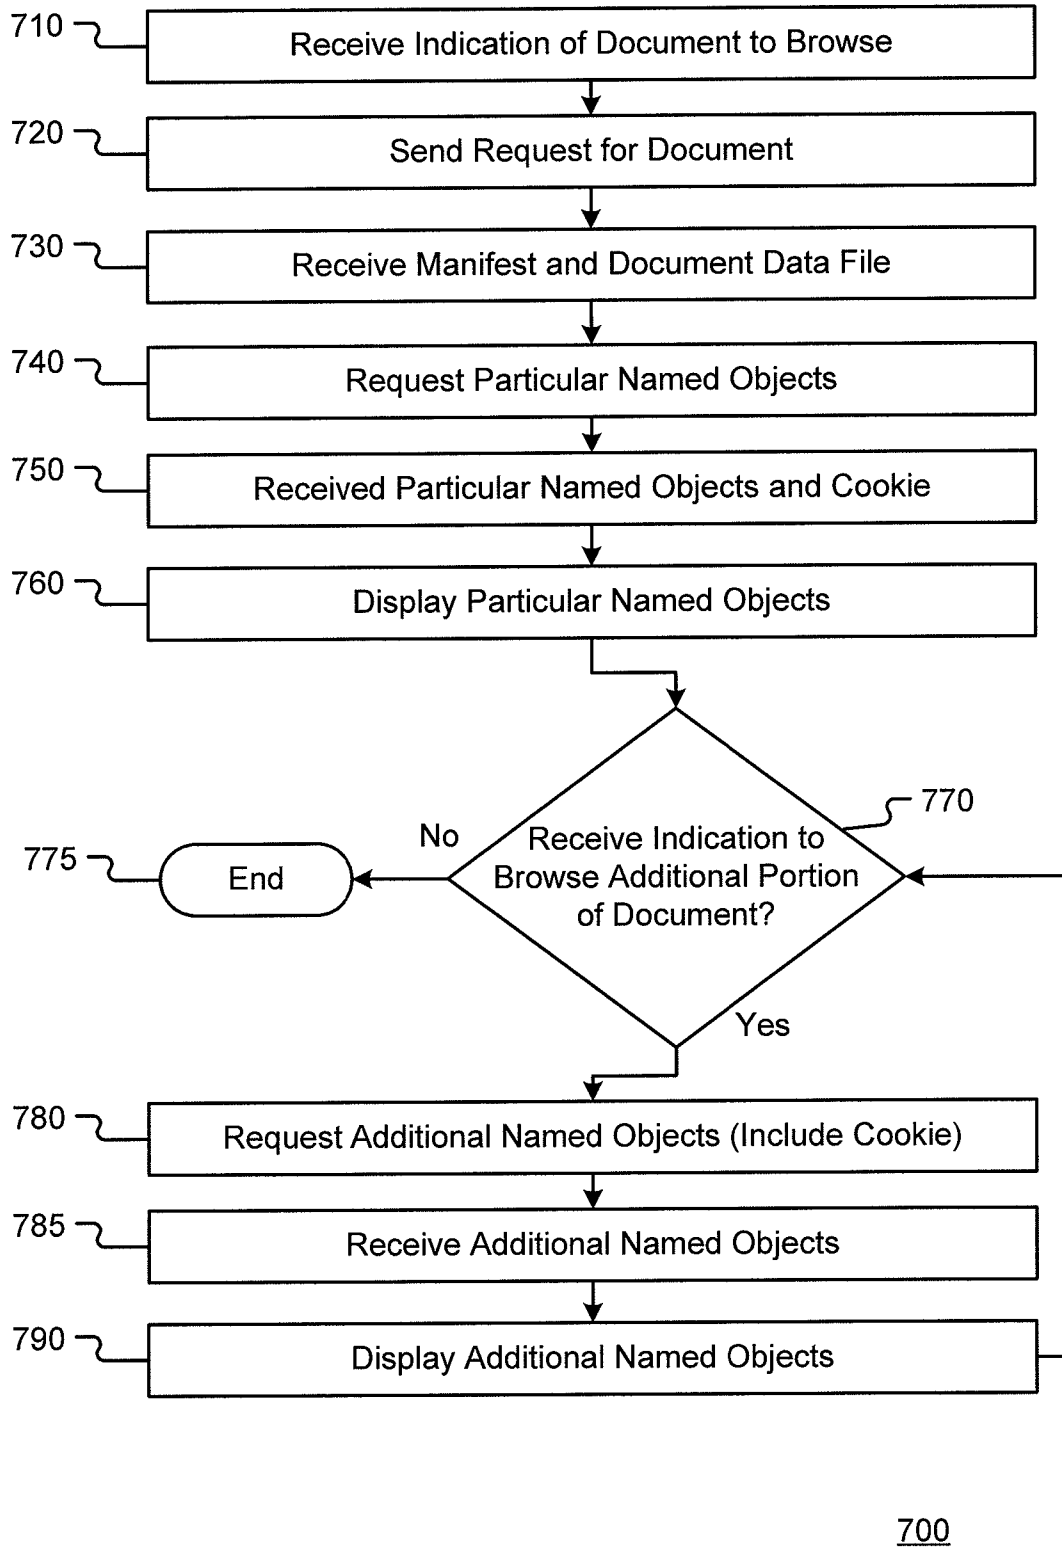 710
Receive Indication of Document to Browse
720
Send Request for Document
730
Receive Manifest and Document Data File
740
Request Particular Named Objects
750
Received Particular Named Objects and Cookie
760
Display Particular Named Objects
770
No
Receive Indication to
Browse Additional Portion
of Document?
775
End
Yes
780
Request Additional Named Objects (Include Cookie)
785
Receive Additional Named Objects
790
Display Additional Named Objects
700